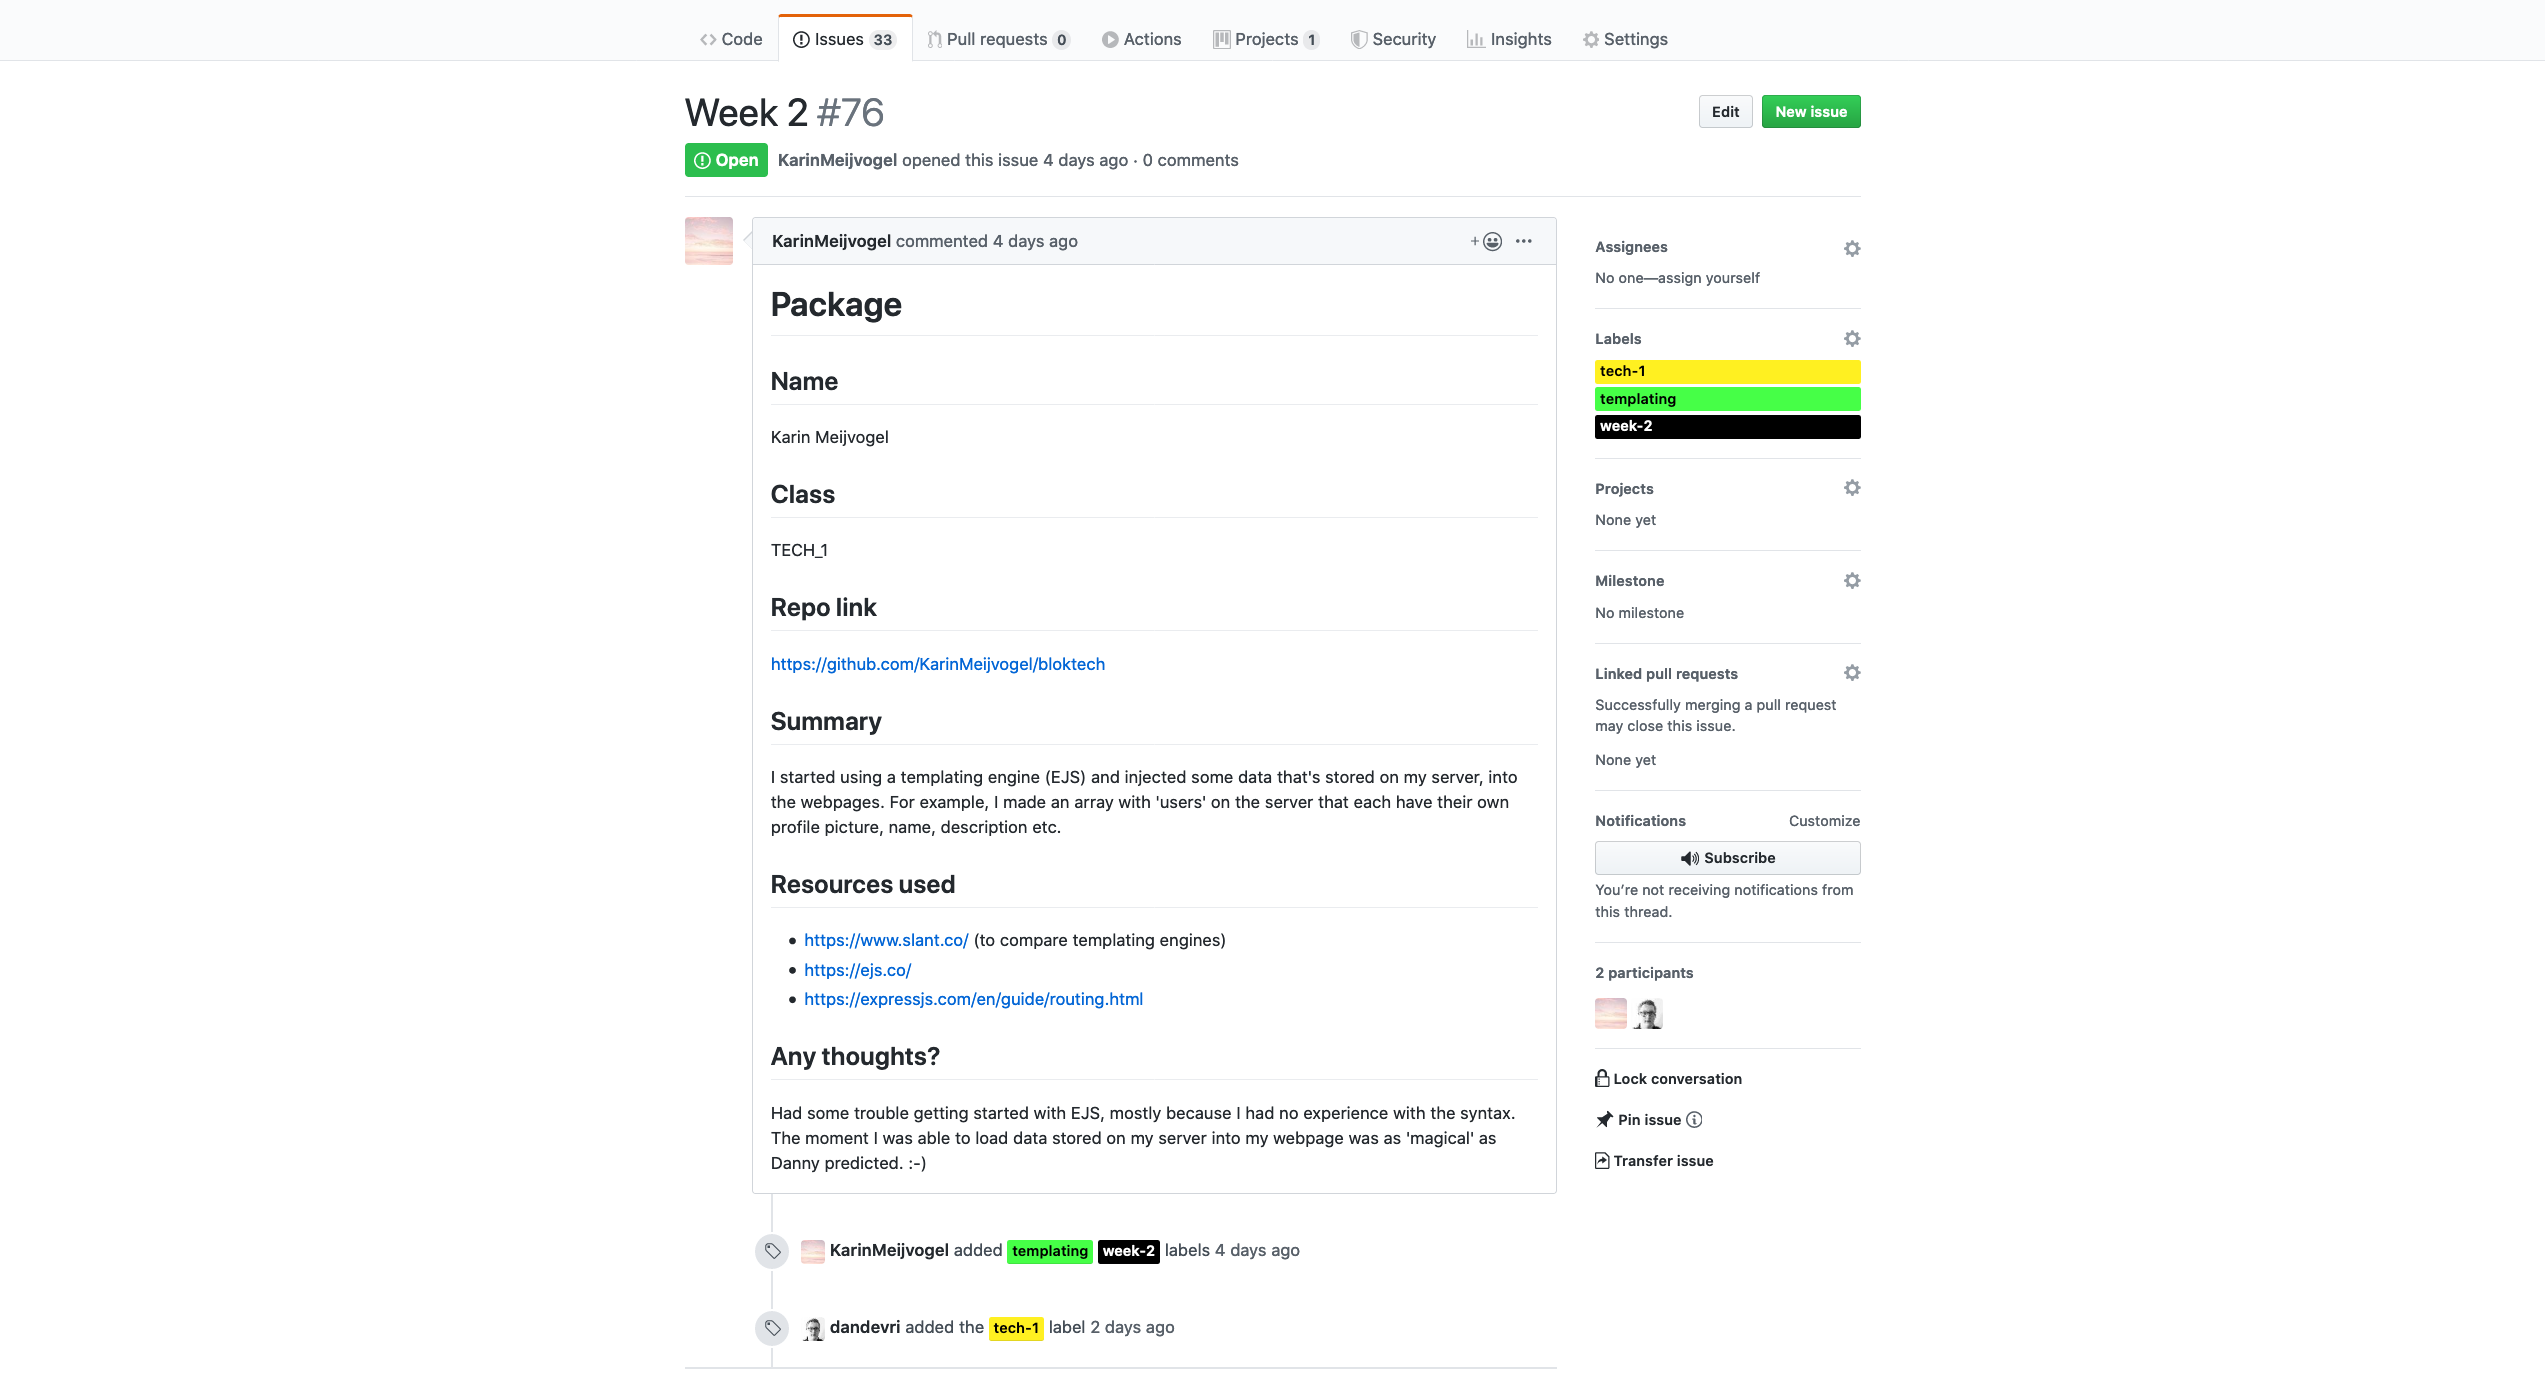 Code Issues 33 Pull requests 0 Actions Projects 1 Security Insights Settings
Week 2 #76
Edit New issue
Open KarinMeijvogel opened this issue 4 days ago · 0 comments
KarinMeijvogel commented 4 days ago
Package
Name
Karin Meijvogel
Class
TECH_1
Repo link
https://github.com/KarinMeijvogel/bloktech
Summary
I started using a templating engine (EJS) and injected some data that's stored on my server, into
the webpages. For example, I made an array with 'users' on the server that each have their own
profile picture, name, description etc.
Resources used
• https://www.slant.co/ (to compare templating engines)
• https://ejs.co/
• https://expressjs.com/en/guide/routing.html
Any thoughts?
Had some trouble getting started with EJS, mostly because I had no experience with the syntax.
The moment I was able to load data stored on my server into my webpage was as 'magical' as
Danny predicted. :-)
KarinMeijvogel added templating week-2 labels 4 days ago
dandevri added the tech-1 label 2 days ago
Assignees
No one—assign yourself
Labels
tech-1
templating
week-2
Projects
None yet
Milestone
No milestone
Linked pull requests
Successfully merging a pull request
may close this issue.
None yet
Notifications Customize
Subscribe
You’re not receiving notifications from
this thread.
2 participants
Lock conversation
Pin issue
Transfer issue